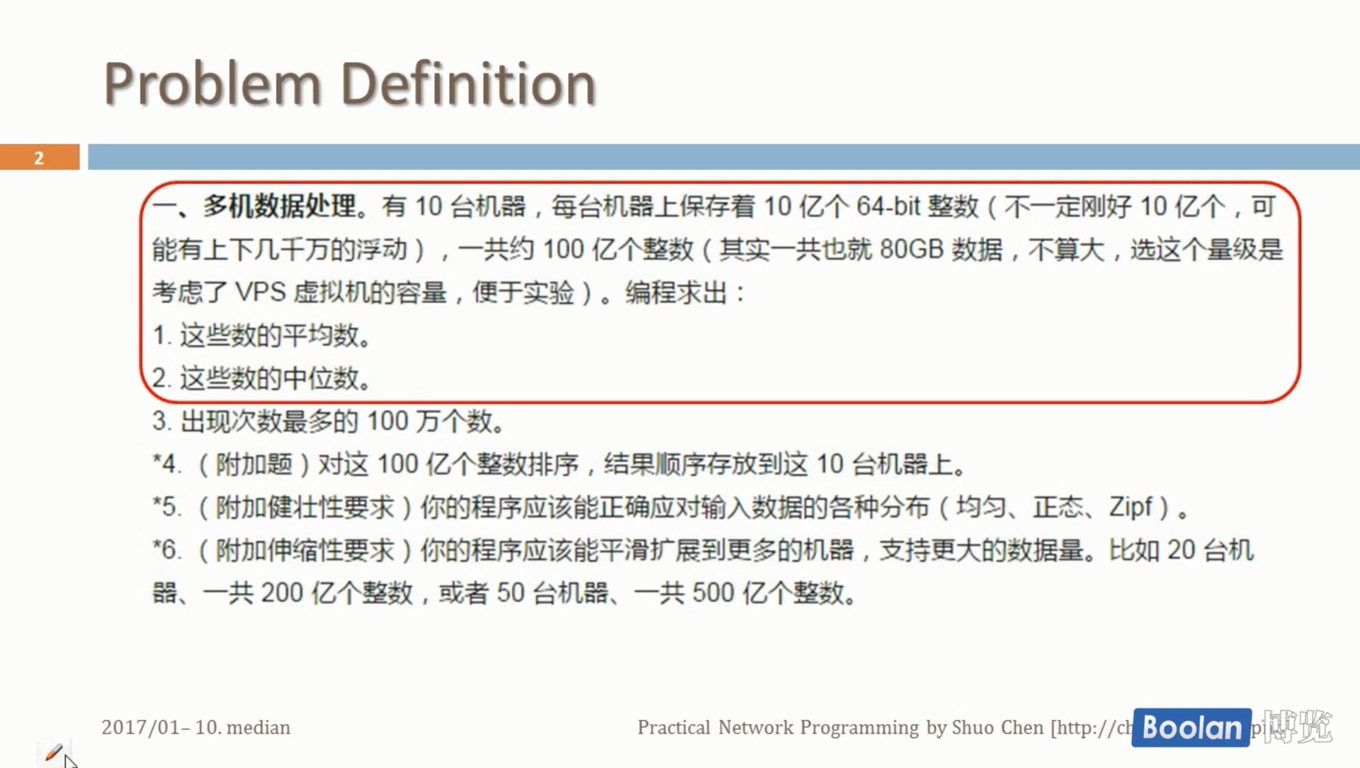 Problem Definition
2
一、多机数据处理。有 10 台机器，每台机器上保存着 10 亿个 64-bit 整数（不一定刚好 10 亿个，可
能有上下几千万的浮动），一共约 100 亿个整数（其实一共也就 80GB 数据，不算大，选这个量级是
考虑了 VPS 虚拟机的容量，便于实验）。编程求出：
1. 这些数的平均数。
2. 这些数的中位数。
3. 出现次数最多的 100 万个数。
*4. （附加题）对这 100 亿个整数排序，结果顺序存放到这 10 台机器上。
*5. （附加健壮性要求）你的程序应该能正确应对输入数据的各种分布（均匀、正态、Zipf）。
*6. （附加伸缩性要求）你的程序应该能平滑扩展到更多的机器，支持更大的数据量。比如 20 台机
器、一共 200 亿个整数，或者 50 台机器、一共 500 亿个整数。
2017/01– 10. median
Practical Network Programming by Shuo Chen [http://ch
Boolan 博览